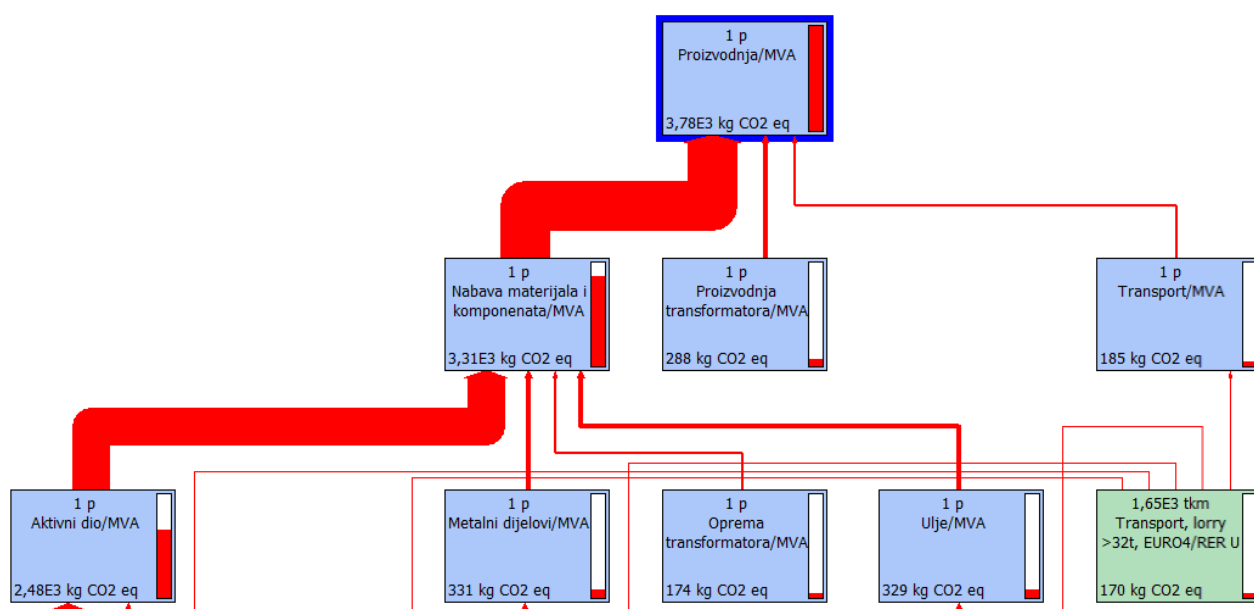 1 p
Proizvodnja/MVA
3,78E3 kg CO2 eq
1 p
Nabava materijala i
komponenata/MVA
3,31E3 kg CO2 eq
1 p
Proizvodnja
transformatora/MVA
288 kg CO2 eq
1 p
Transport/MVA
185 kg CO2 eq
1 p
Aktivni dio/MVA
2,48E3 kg CO2 eq
1 p
Metalni dijelovi/MVA
331 kg CO2 eq
1 p
Oprema
transformatora/MVA
174 kg CO2 eq
1 p
Ulje/MVA
329 kg CO2 eq
1,65E3 tkm
Transport, lorry
>32t, EURO4/RER U
170 kg CO2 eq